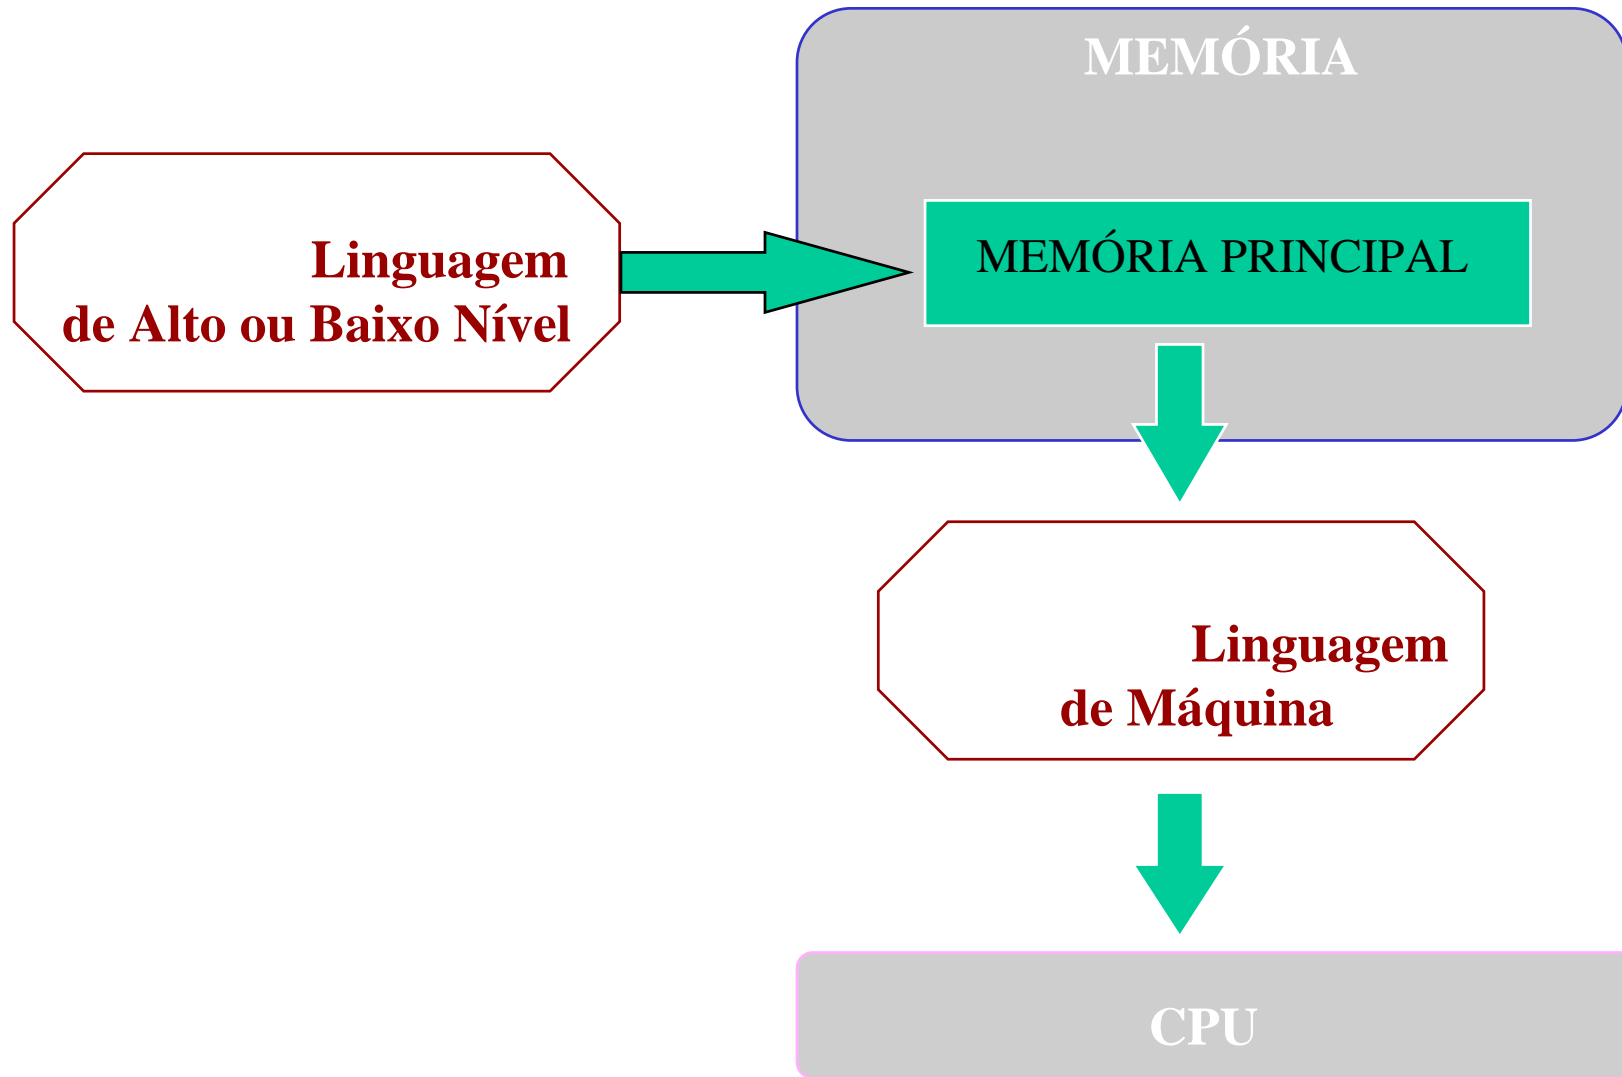 MEMÓRIA
Linguagem
de Alto ou Baixo Nível
MEMÓRIA PRINCIPAL
Linguagem
de Máquina
CPU